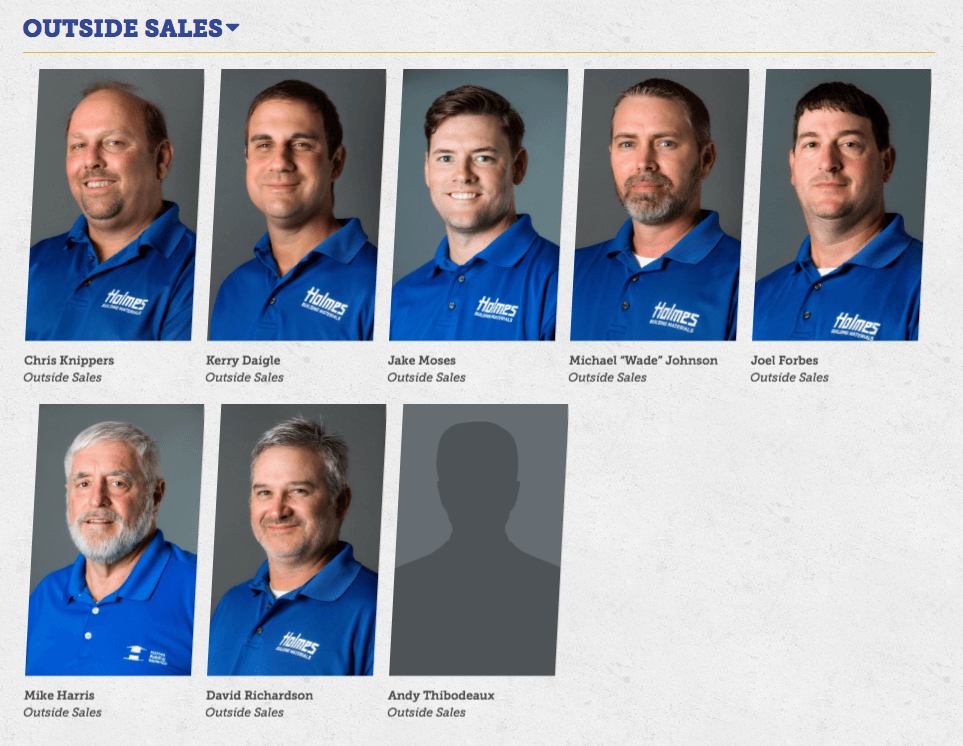 OUTSIDE SALES
Holmes
BUILDING MATERIALS
Holmes
BUILDING MATERIALS
Holmes
BUILDING MATERIALS
Holmes
BUILDING MATERIALS
Holmes
BUILDING MATERIALS
Chris Knippers
Outside Sales
Kerry Daigle
Outside Sales
Jake Moses
Outside Sales
Michael “Wade” Johnson
Outside Sales
Joel Forbes
Outside Sales
Holmes
BUILDING MATERIALS
Mike Harris
Outside Sales
David Richardson
Outside Sales
Andy Thibodeaux
Outside Sales